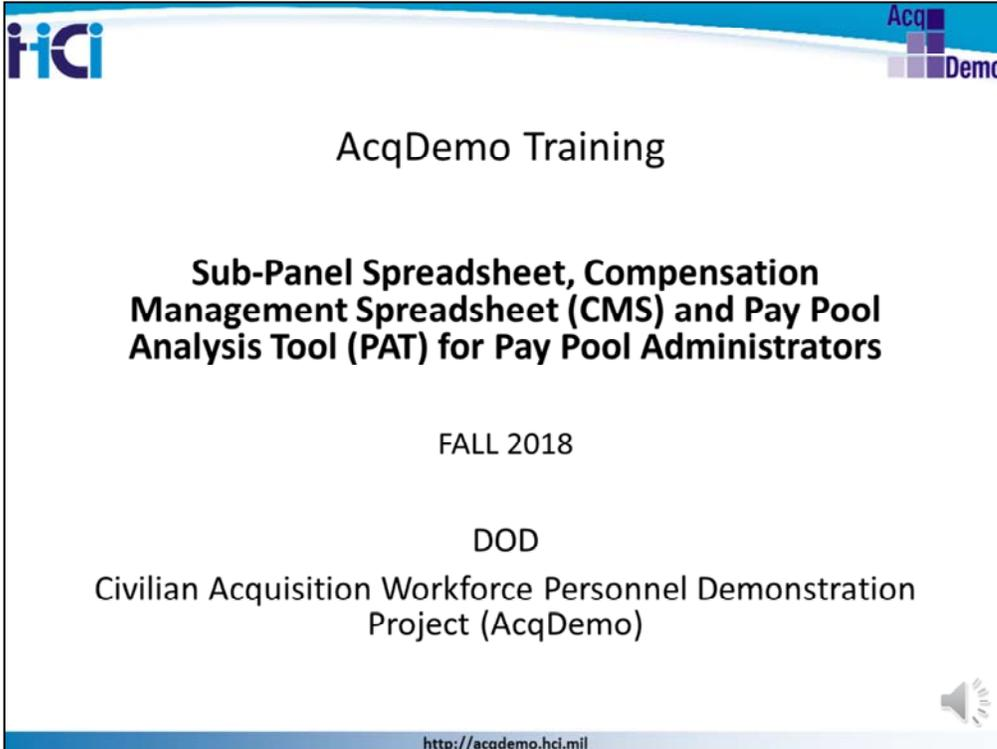 HCi
Acq
Demo
AcqDemo Training
Sub-Panel Spreadsheet, Compensation
Management Spreadsheet (CMS) and Pay Pool
Analysis Tool (PAT) for Pay Pool Administrators
FALL 2018
DOD
Civilian Acquisition Workforce Personnel Demonstration
Project (AcqDemo)
http://acqdemo.hci.mil